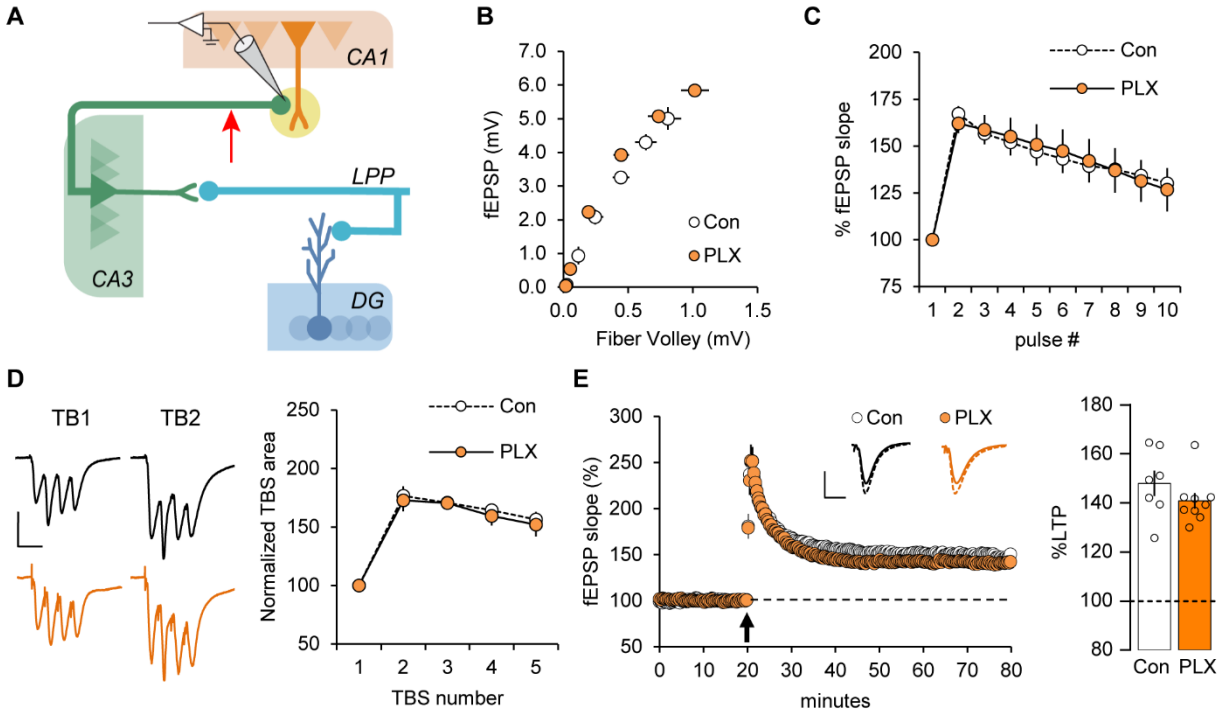 A
CA1
LPP
CA3
DG
B
7.0
6.0
5.0
4.0
3.0
2.0
1.0
0.0
fEPSP (mV)
Con
PLX
0.0 0.5 1.0 1.5
Fiber Volley (mV)
C
Con
PLX
200
175
150
125
100
75
% fEPSP slope
1 2 3 4 5 6 7 8 9 10
pulse #
D
TB1 TB2
250
200
150
100
50
Normalized TBS area
Con
PLX
1 2 3 4 5
TBS number
E
Con PLX
300
250
200
150
100
50
fEPSP slope (%)
0 10 20 30 40 50 60 70 80
minutes
180
160
140
120
100
80
%LTP
Con PLX